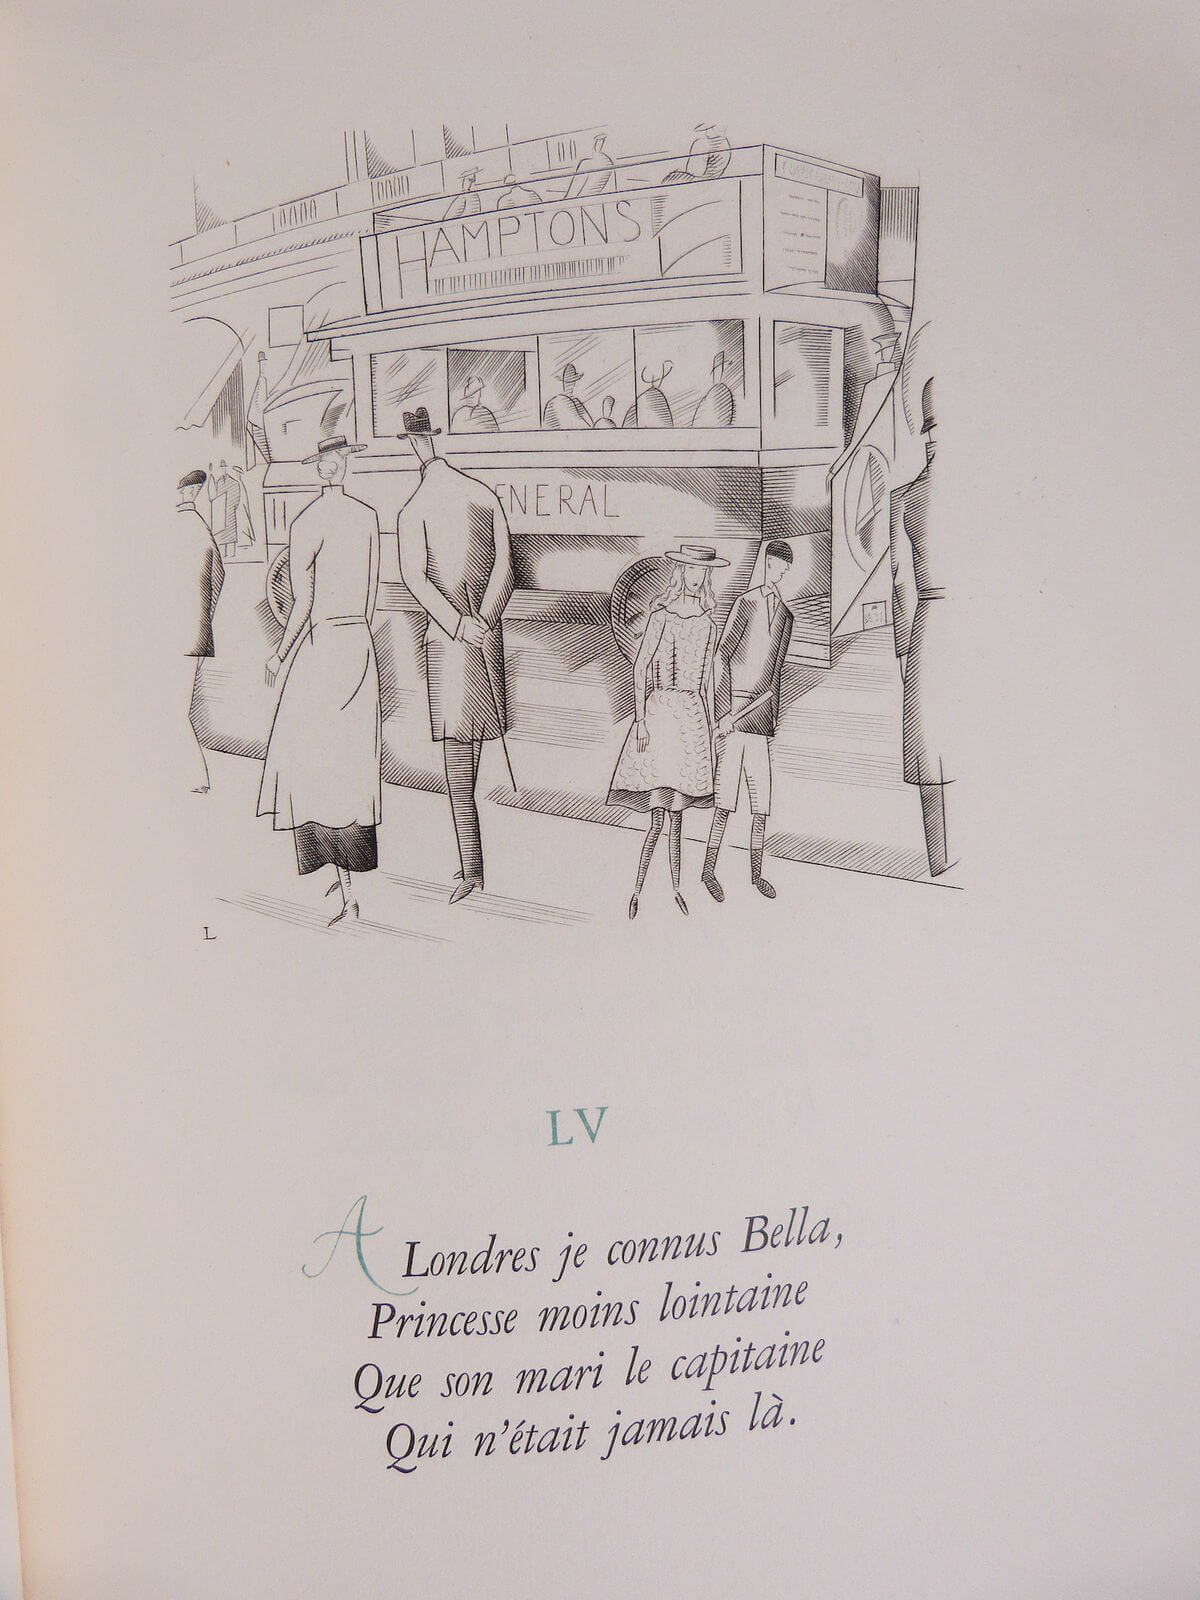 HAMPTONS
ENERAL
L
LV
A Londres je connus Bella,
Princesse moins lointaine
Que son mari le capitaine
Qui n'était jamais là.